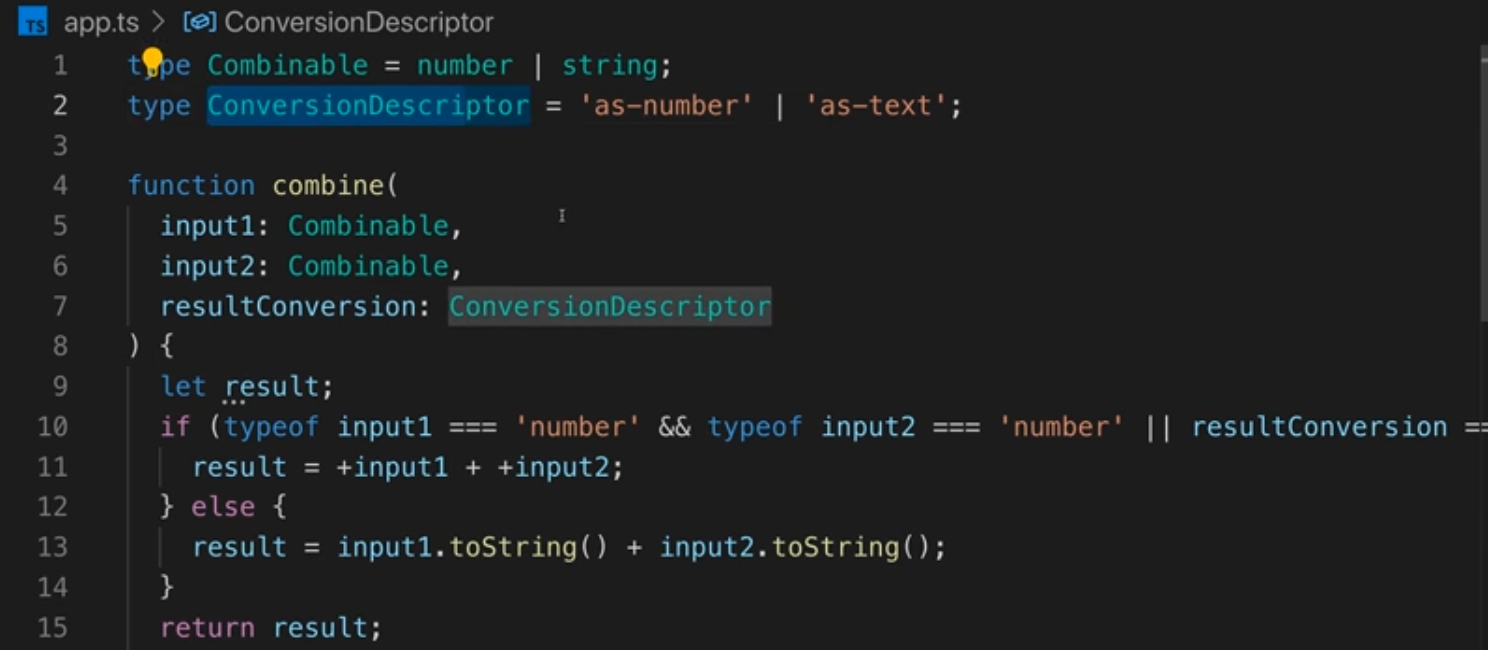 TS app.ts > ConversionDescriptor
1 type Combinable = number | string;
2 type ConversionDescriptor = 'as-number' | 'as-text';
3
4 function combine(
5 input1: Combinable,
6 input2: Combinable,
7 resultConversion: ConversionDescriptor
8 ) {
9 let result;
10 if (typeof input1 === 'number' && typeof input2 === 'number' || resultConversion ==
11 result = +input1 + +input2;
12 } else {
13 result = input1.toString() + input2.toString();
14 }
15 return result;